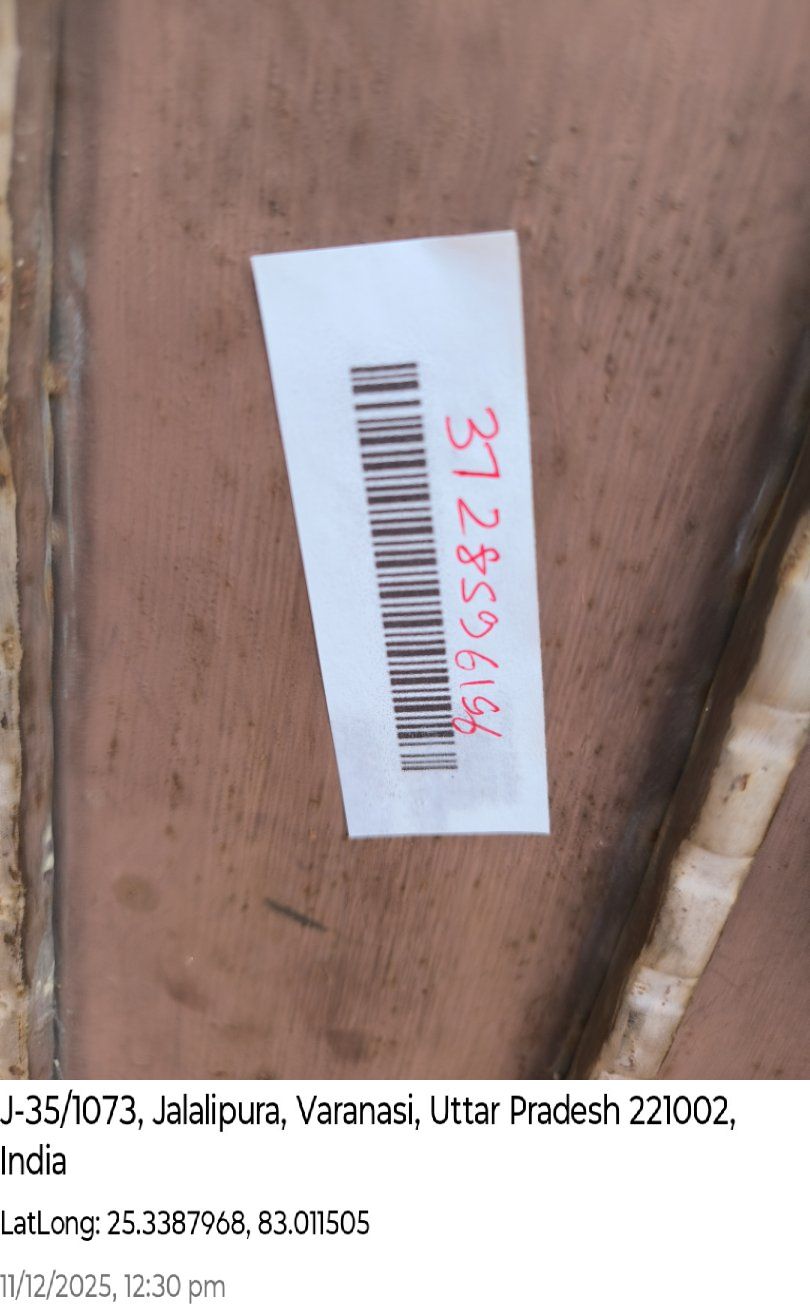 3728596156
J-35/1073, Jalalipura, Varanasi, Uttar Pradesh 221002,
India
LatLong: 25.3387968, 83.011505
11/12/2025, 12:30 pm